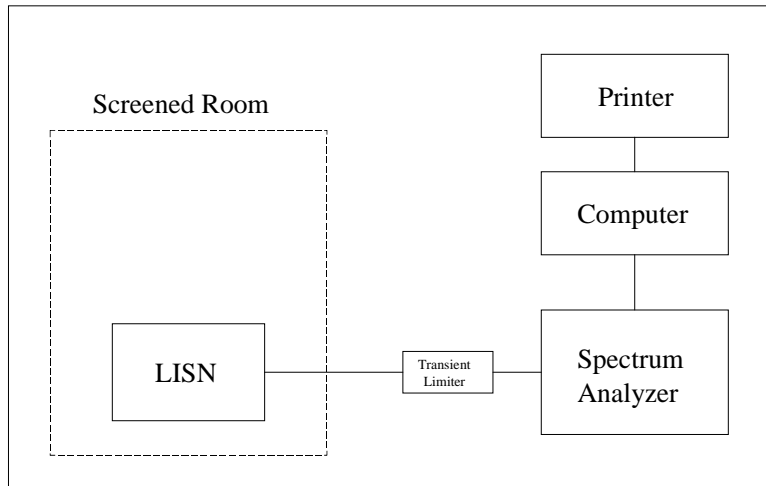 Screened Room
Printer
Computer
LISN
Transient
Limiter
Spectrum
Analyzer